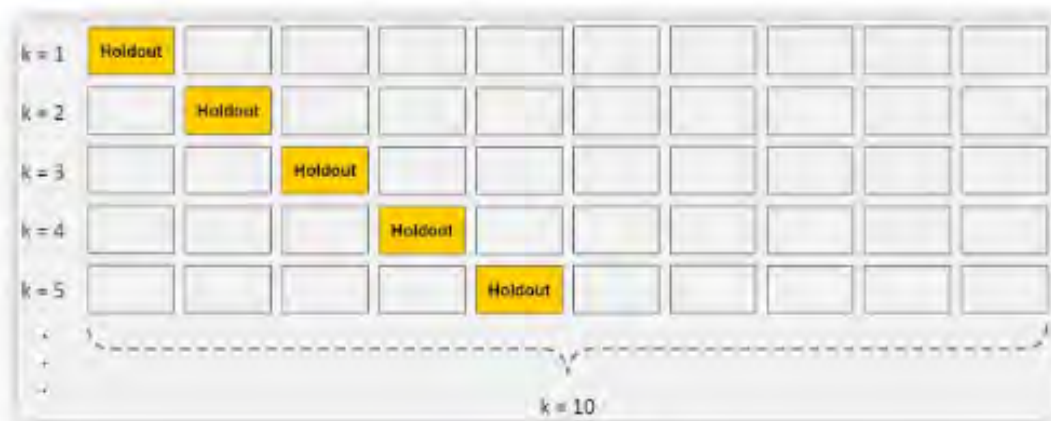 k = 1 Holdout
k = 2 Holdout
k = 3 Holdout
k = 4 Holdout
k = 5 Holdout
.
.
.
k = 10